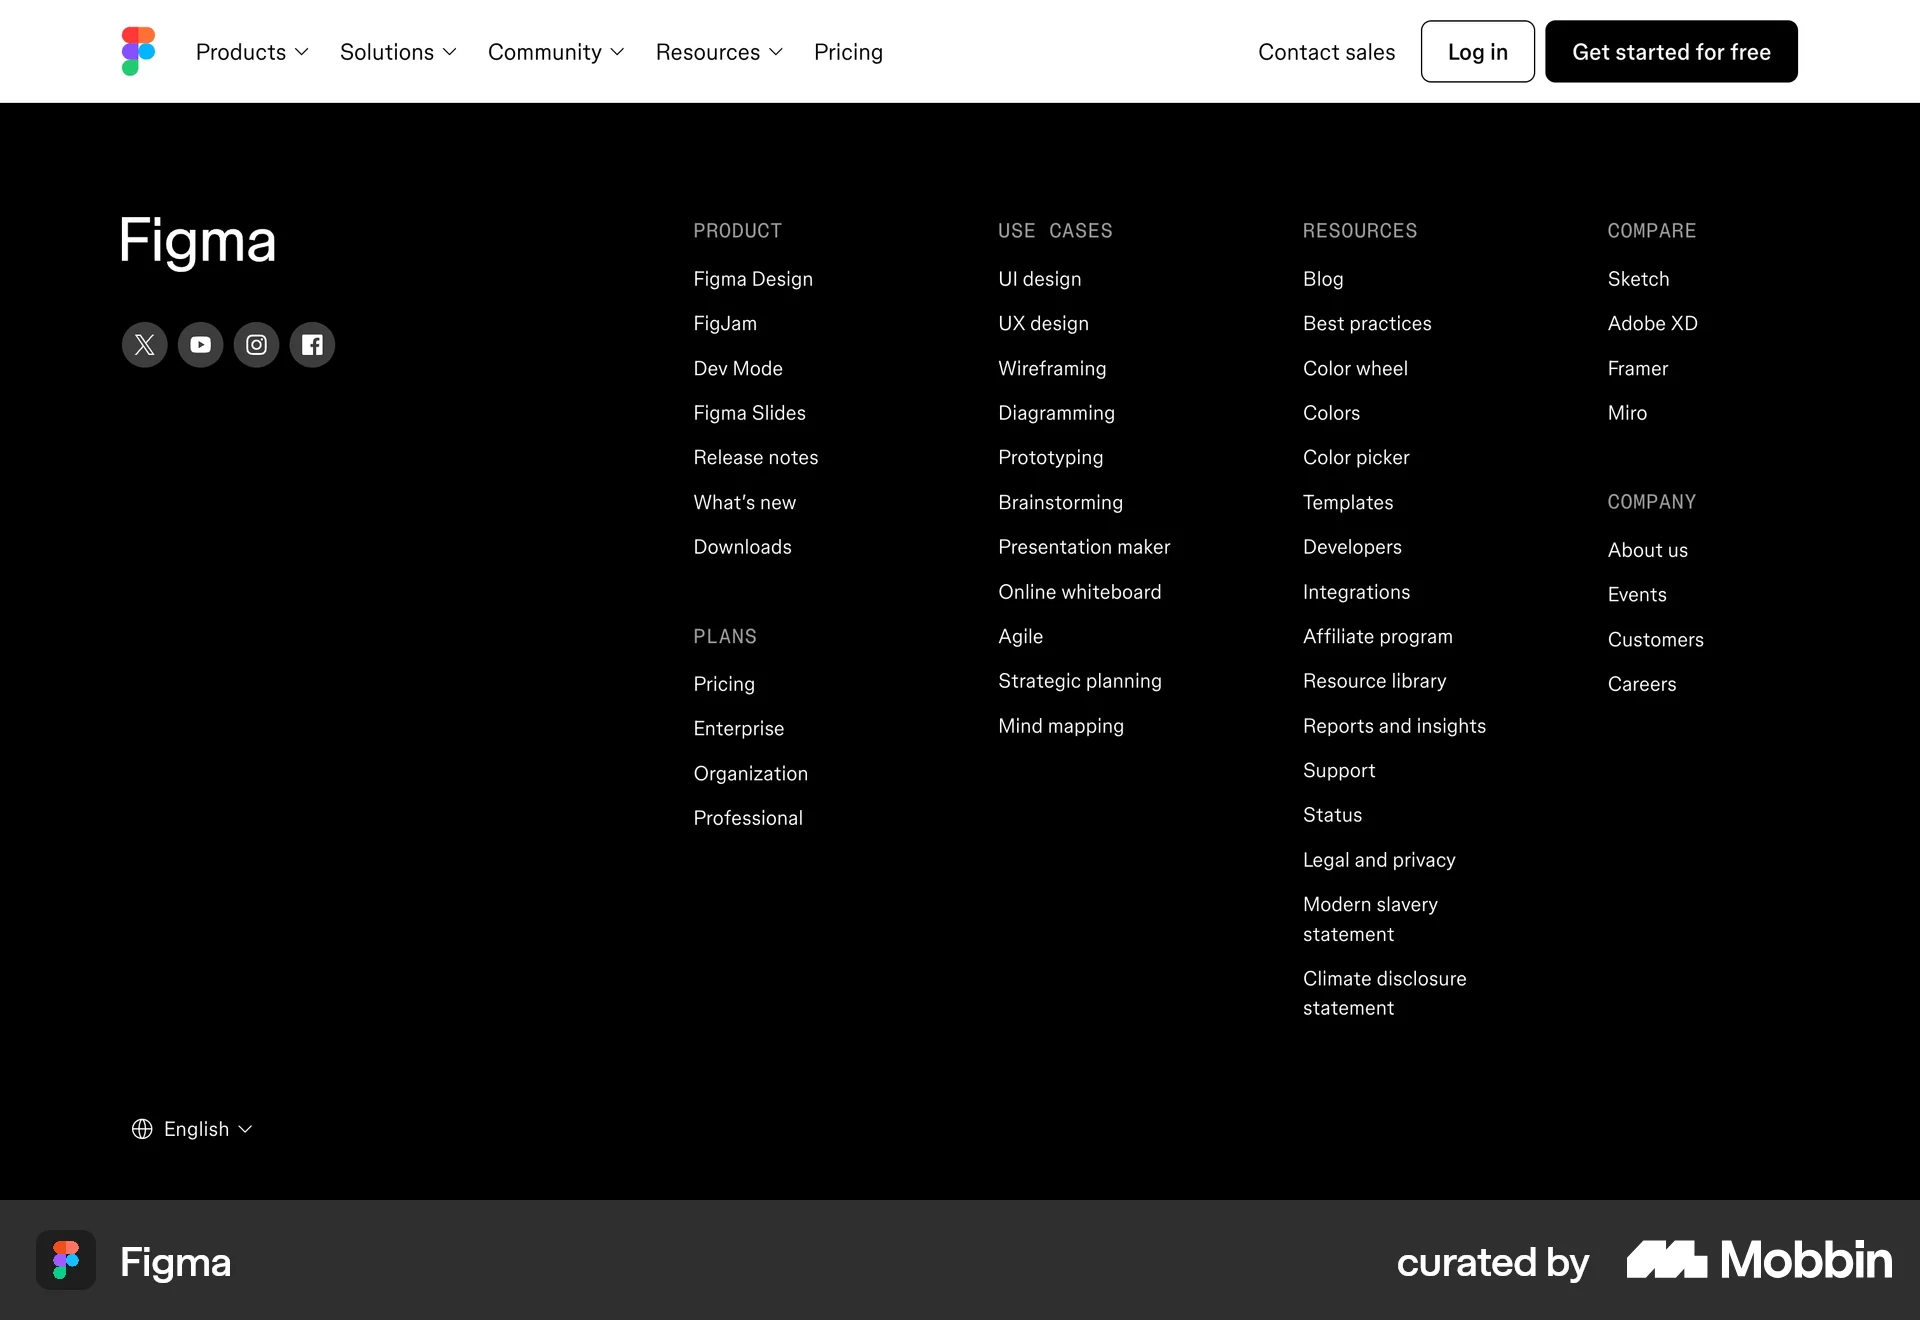 Products
Solutions
Community
Resources
Pricing
Contact sales
Log in
Get started for free
Figma
PRODUCT
Figma Design
FigJam
Dev Mode
Figma Slides
Release notes
What's new
Downloads
PLANS
Pricing
Enterprise
Organization
Professional
USE CASES
UI design
UX design
Wireframing
Diagramming
Prototyping
Brainstorming
Presentation maker
Online whiteboard
Agile
Strategic planning
Mind mapping
RESOURCES
Blog
Best practices
Color wheel
Colors
Color picker
Templates
Developers
Integrations
Affiliate program
Resource library
Reports and insights
Support
Status
Legal and privacy
Modern slavery
statement
Climate disclosure
statement
COMPARE
Sketch
Adobe XD
Framer
Miro
COMPANY
About us
Events
Customers
Careers
English
Figma
curated by
Mobbin